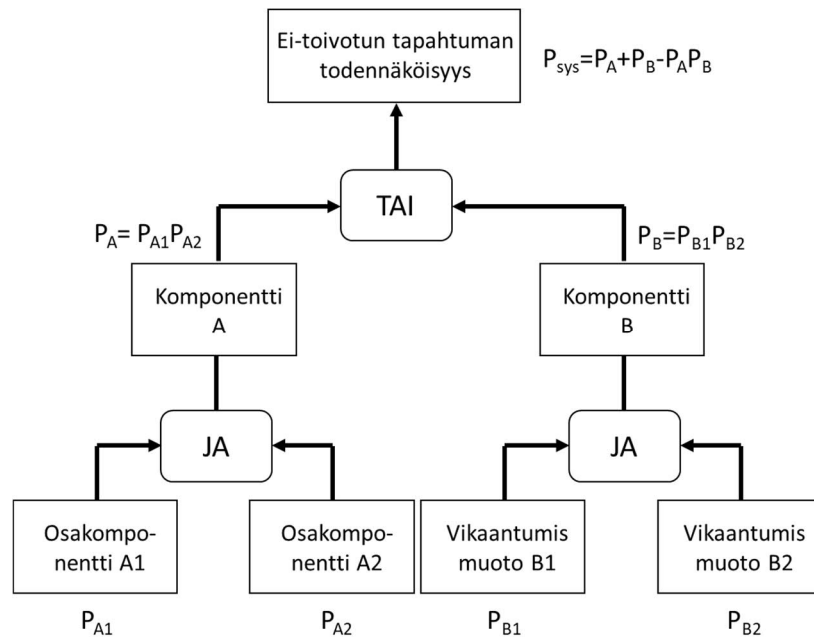 Ei-toivotun tapahtuman
todennäköisyys
P_sys=P_A+P_B-P_AP_B
TAI
P_A= P_A1P_A2
P_B=P_B1P_B2
Komponentti
A
Komponentti
B
JA
JA
Osakompo-
nentti A1
Osakompo-
nentti A2
Vikaantumis
muoto B1
Vikaantumis
muoto B2
P_A1
P_A2
P_B1
P_B2